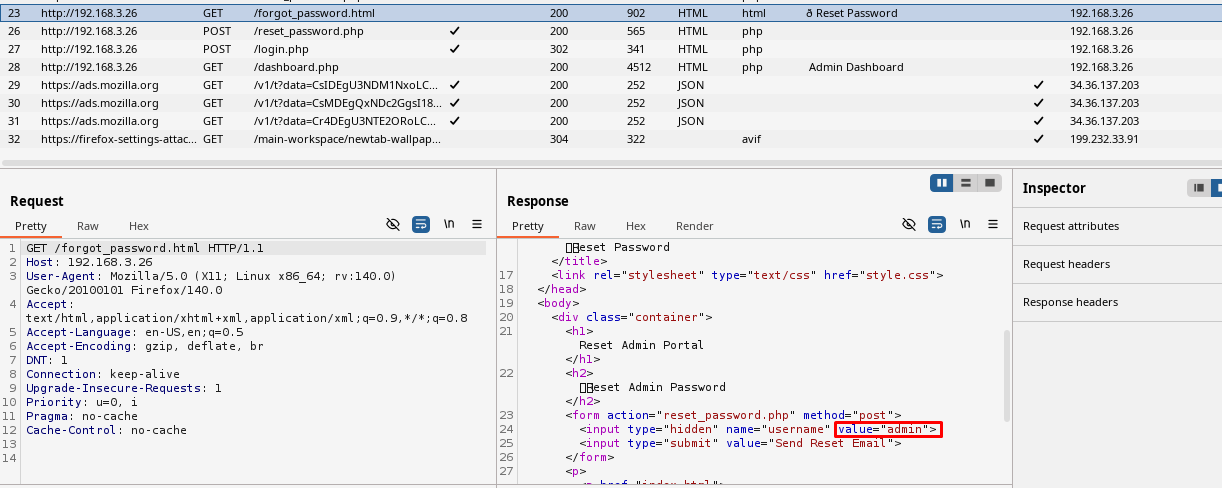 23 http://192.168.3.26 GET /forgot_password.html 200 902 HTML html ð Reset Password 192.168.3.26
26 http://192.168.3.26 POST /reset_password.php ✓ 200 565 HTML php 192.168.3.26
27 http://192.168.3.26 POST /login.php ✓ 302 341 HTML php 192.168.3.26
28 http://192.168.3.26 GET /dashboard.php 200 4512 HTML php Admin Dashboard 192.168.3.26
29 https://ads.mozilla.org GET /v1/t?data=CsIDEgU3NDM1NxoLC... ✓ 200 252 JSON ✓ 34.36.137.203
30 https://ads.mozilla.org GET /v1/t?data=CsMDEgQxNDc2GgsI18... ✓ 200 252 JSON ✓ 34.36.137.203
31 https://ads.mozilla.org GET /v1/t?data=Cr4DEgU3NTE2ORoLC... ✓ 200 252 JSON ✓ 34.36.137.203
32 https://firefox-settings-attac... GET /main-workspace/newtab-wallpap... 304 322 avif ✓ 199.232.33.91
Request
Pretty Raw Hex \n
1 GET /forgot_password.html HTTP/1.1
2 Host: 192.168.3.26
3 User-Agent: Mozilla/5.0 (X11; Linux x86_64; rv:140.0)
Gecko/20100101 Firefox/140.0
4 Accept:
text/html,application/xhtml+xml,application/xml;q=0.9,*/*;q=0.8
5 Accept-Language: en-US,en;q=0.5
6 Accept-Encoding: gzip, deflate, br
7 DNT: 1
8 Connection: keep-alive
9 Upgrade-Insecure-Requests: 1
10 Priority: u=0, i
11 Pragma: no-cache
12 Cache-Control: no-cache
13
14
Response
Pretty Raw Hex Render \n
Reset Password
</title>
17 <link rel="stylesheet" type="text/css" href="style.css">
18 </head>
19 <body>
20 <div class="container">
21 <h1>
Reset Admin Portal
</h1>
22 <h2>
Reset Admin Password
</h2>
23 <form action="reset_password.php" method="post">
24 <input type="hidden" name="username" value="admin">
25 <input type="submit" value="Send Reset Email">
26 </form>
27 <p>
Inspector
Request attributes
Request headers
Response headers